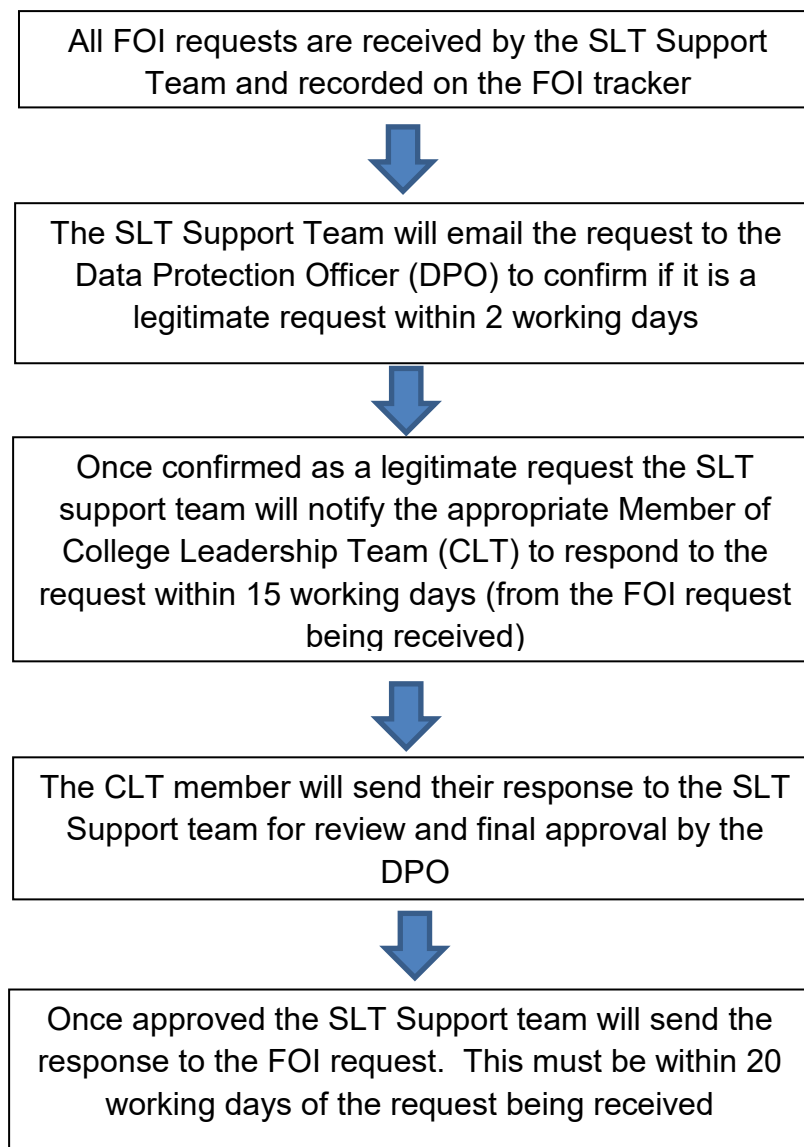 All FOI requests are received by the SLT Support
Team and recorded on the FOI tracker
The SLT Support Team will email the request to the
Data Protection Officer (DPO) to confirm if it is a
legitimate request within 2 working days
Once confirmed as a legitimate request the SLT
support team will notify the appropriate Member of
College Leadership Team (CLT) to respond to the
request within 15 working days (from the FOI request
being received)
The CLT member will send their response to the SLT
Support team for review and final approval by the
DPO
Once approved the SLT Support team will send the
response to the FOI request.  This must be within 20
working days of the request being received